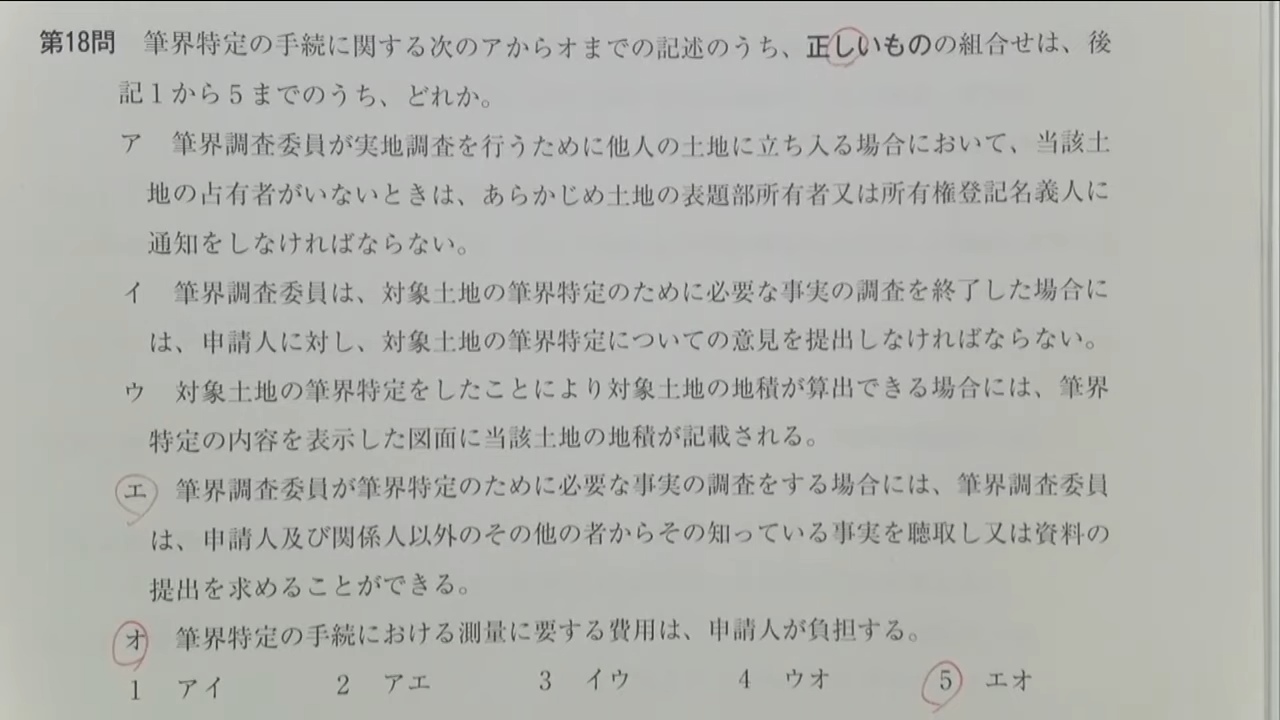 第18問　筆界特定の手続に関する次のアからオまでの記述のうち、正しいものの組合せは、後
記１から５までのうち、どれか。
ア　筆界調査委員が実地調査を行うために他人の土地に立ち入る場合において、当該土
地の占有者がいないときは、あらかじめ土地の表題部所有者又は所有権登記名義人に
通知をしなければならない。
イ　筆界調査委員は、対象土地の筆界特定のために必要な事実の調査を終了した場合に
は、申請人に対し、対象土地の筆界特定についての意見を提出しなければならない。
ウ　対象土地の筆界特定をしたことにより対象土地の地積が算出できる場合には、筆界
特定の内容を表示した図面に当該土地の地積が記載される。
エ　筆界調査委員が筆界特定のために必要な事実の調査をする場合には、筆界調査委員
は、申請人及び関係人以外のその他の者からその知っている事実を聴取し又は資料の
提出を求めることができる。
オ　筆界特定の手続における測量に要する費用は、申請人が負担する。
1　アイ　2　アエ　3　イウ　4　ウオ　5　エオ